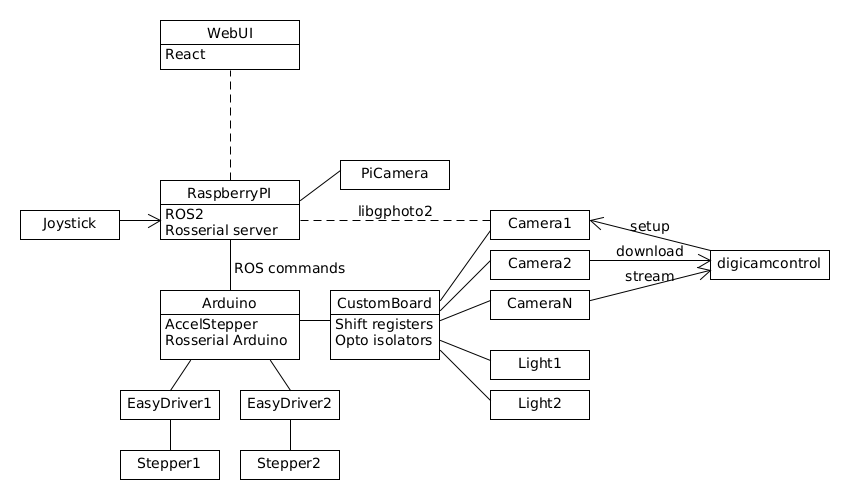 WebUI
React
PiCamera
RaspberryPI
ROS2
Rosserial server
libgphoto2
Joystick
Camera1
setup
download
Camera2
digicamcontrol
stream
ROS commands
Arduino
AccelStepper
Rosserial Arduino
CustomBoard
Shift registers
Opto isolators
CameraN
Light1
Light2
EasyDriver1
EasyDriver2
Stepper1
Stepper2